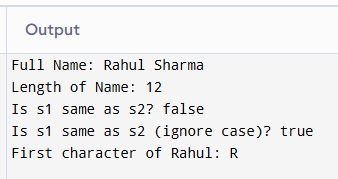 Output
Full Name: Rahul Sharma
Length of Name: 12
Is s1 same as s2? false
Is s1 same as s2 (ignore case)? true
First character of Rahul: R